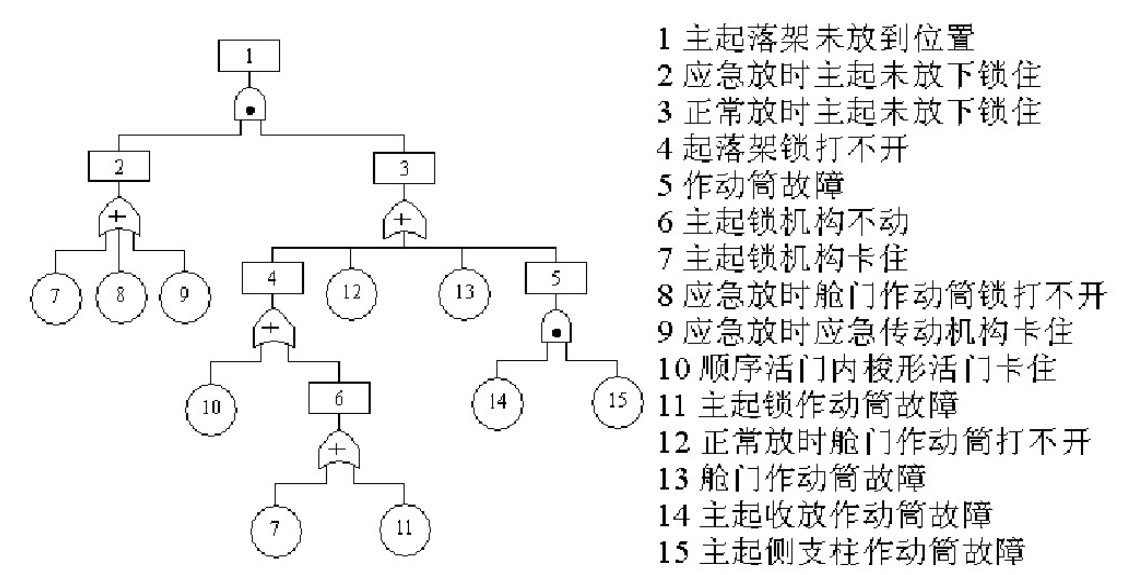 1
2
3
+
+
7
8
9
4
12
13
5
+
10
6
14
15
+
7
11
1 主起落架未放到位置
2 应急放时主起未放下锁住
3 正常放时主起未放下锁住
4 起落架锁打不开
5 作动筒故障
6 主起锁机构不动
7 主起锁机构卡住
8 应急放时舱门作动筒锁打不开
9 应急放时应急传动机构卡住
10 顺序活门内梭形活门卡住
11 主起锁作动筒故障
12 正常放时舱门作动筒打不开
13 舱门作动筒故障
14 主起收放作动筒故障
15 主起侧支柱作动筒故障